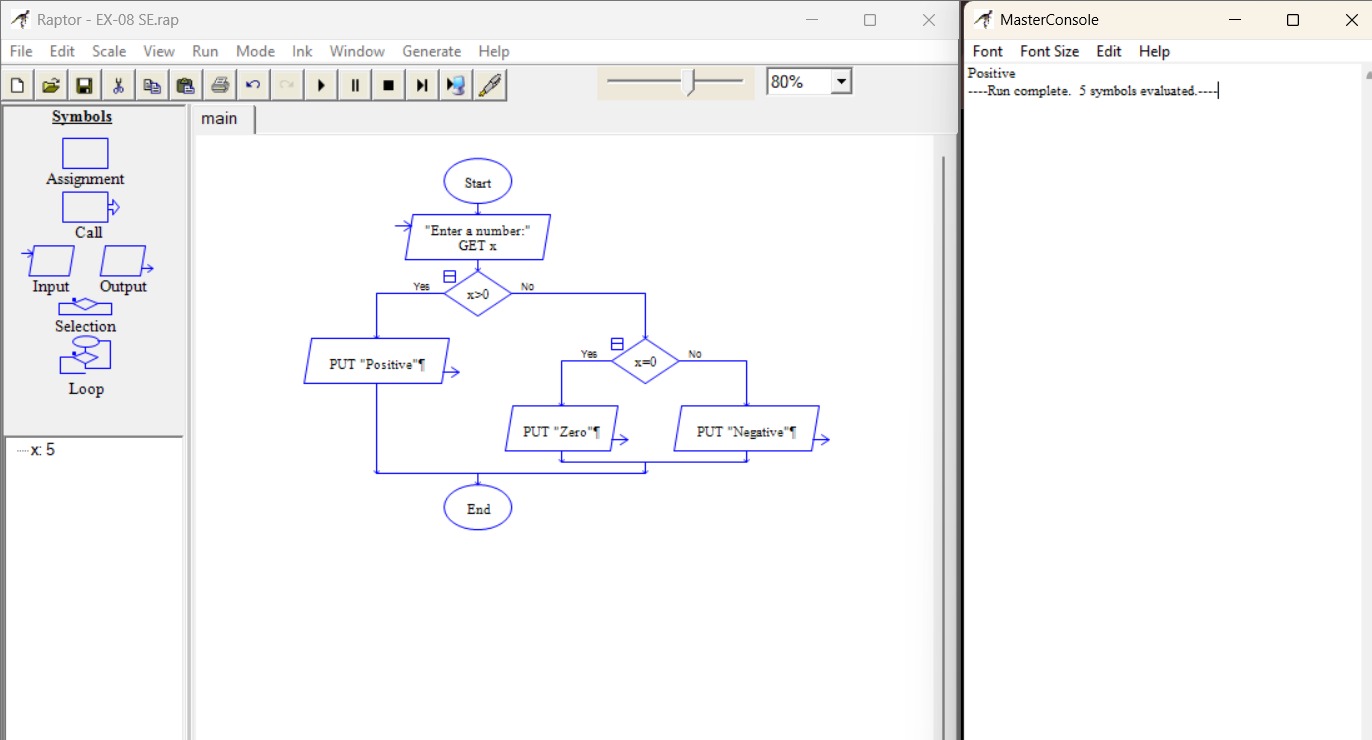 Raptor - EX-08 SE.rap
File Edit Scale View Run Mode Ink Window Generate Help
80%
Symbols
Assignment
Call
Input Output
Selection
Loop
x: 5
main
Start
"Enter a number:"
GET x
Yes x>0 No
PUT "Positive"¶
Yes x=0 No
PUT "Zero"¶ PUT "Negative"¶
End
MasterConsole
Font Font Size Edit Help
Positive
----Run complete.  5 symbols evaluated.----